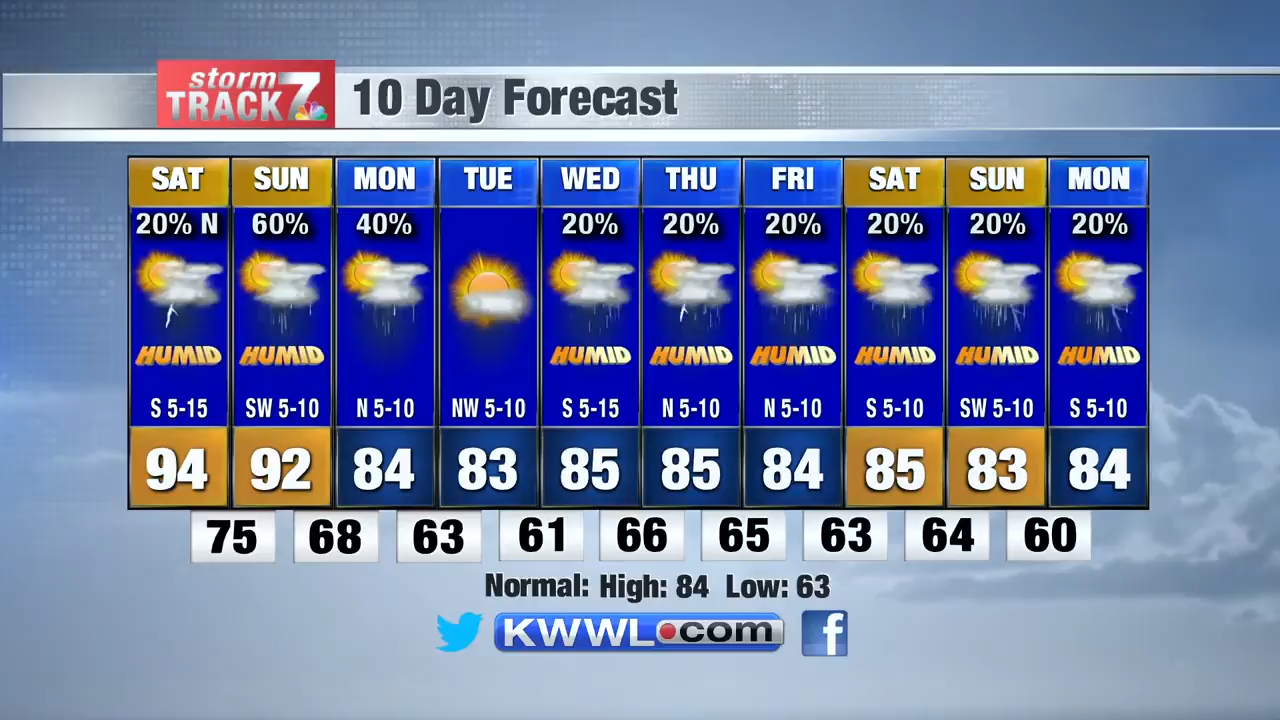 storm
TRACK 7
10 Day Forecast
SAT SUN MON TUE WED THU FRI SAT SUN MON
20% N 60% 40% 20% 20% 20% 20% 20% 20%
HUMID HUMID HUMID HUMID HUMID HUMID HUMID HUMID
S 5-15 SW 5-10 N 5-10 NW 5-10 S 5-15 N 5-10 N 5-10 S 5-10 SW 5-10 S 5-10
94 92 84 83 85 85 84 85 83 84
75 68 63 61 66 65 63 64 60
Normal: High: 84 Low: 63
KWWL.com f